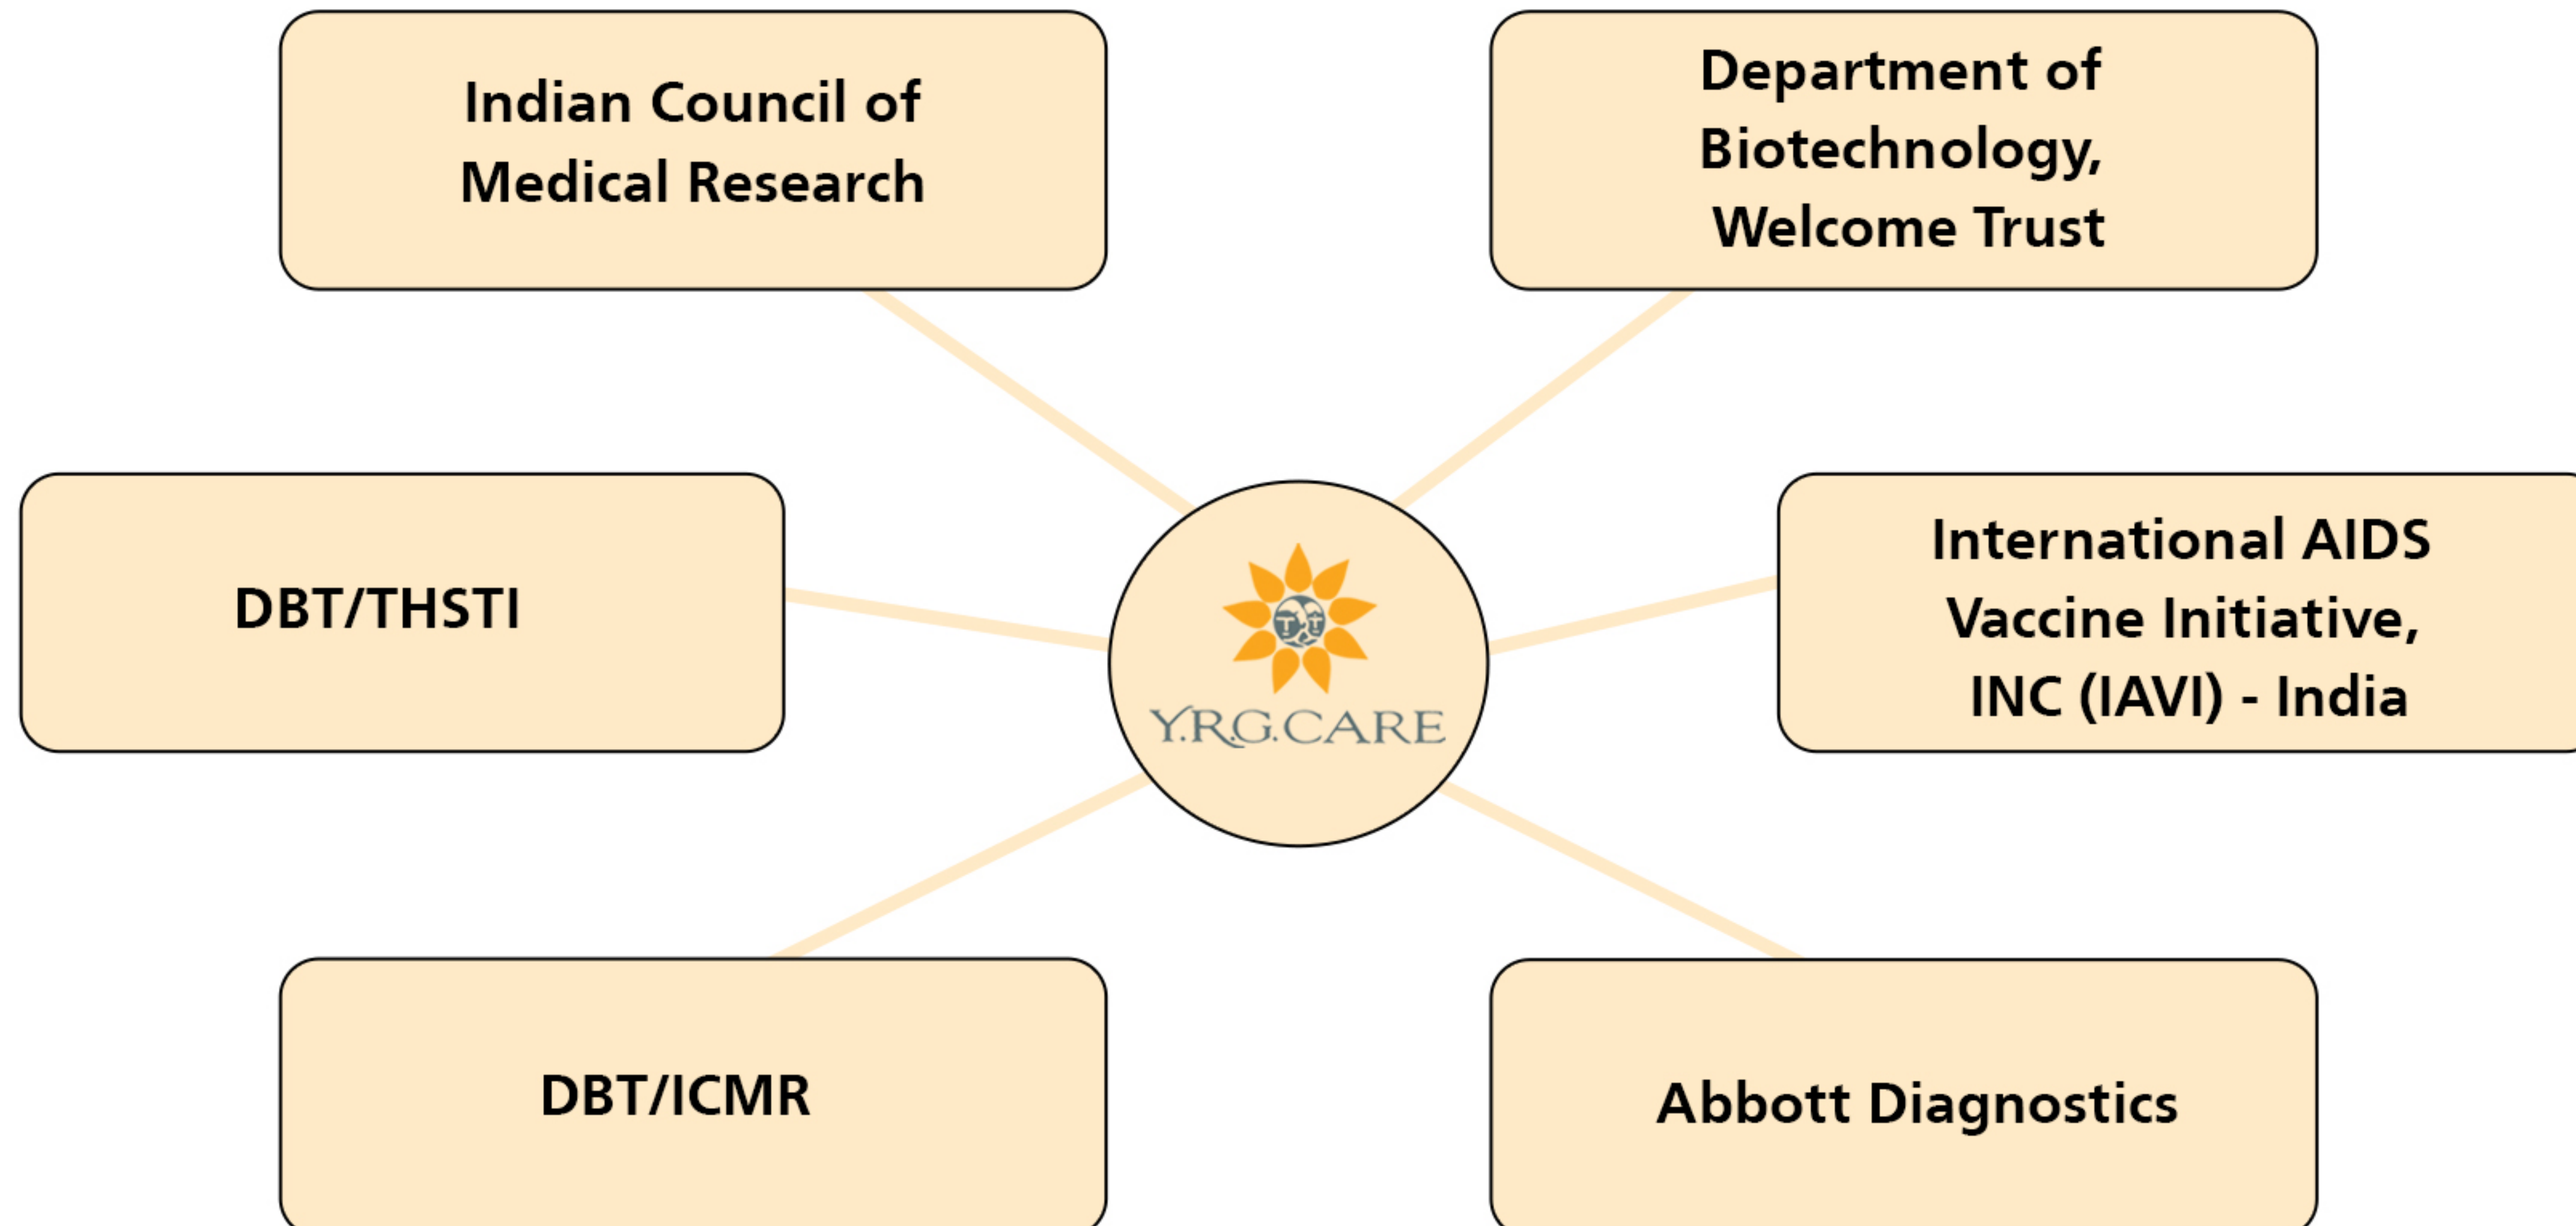 Indian Council of
Medical Research
Department of
Biotechnology,
Welcome Trust
DBT/THSTI
Y.R.G.CARE
International AIDS
Vaccine Initiative,
INC (IAVI) - India
DBT/ICMR
Abbott Diagnostics